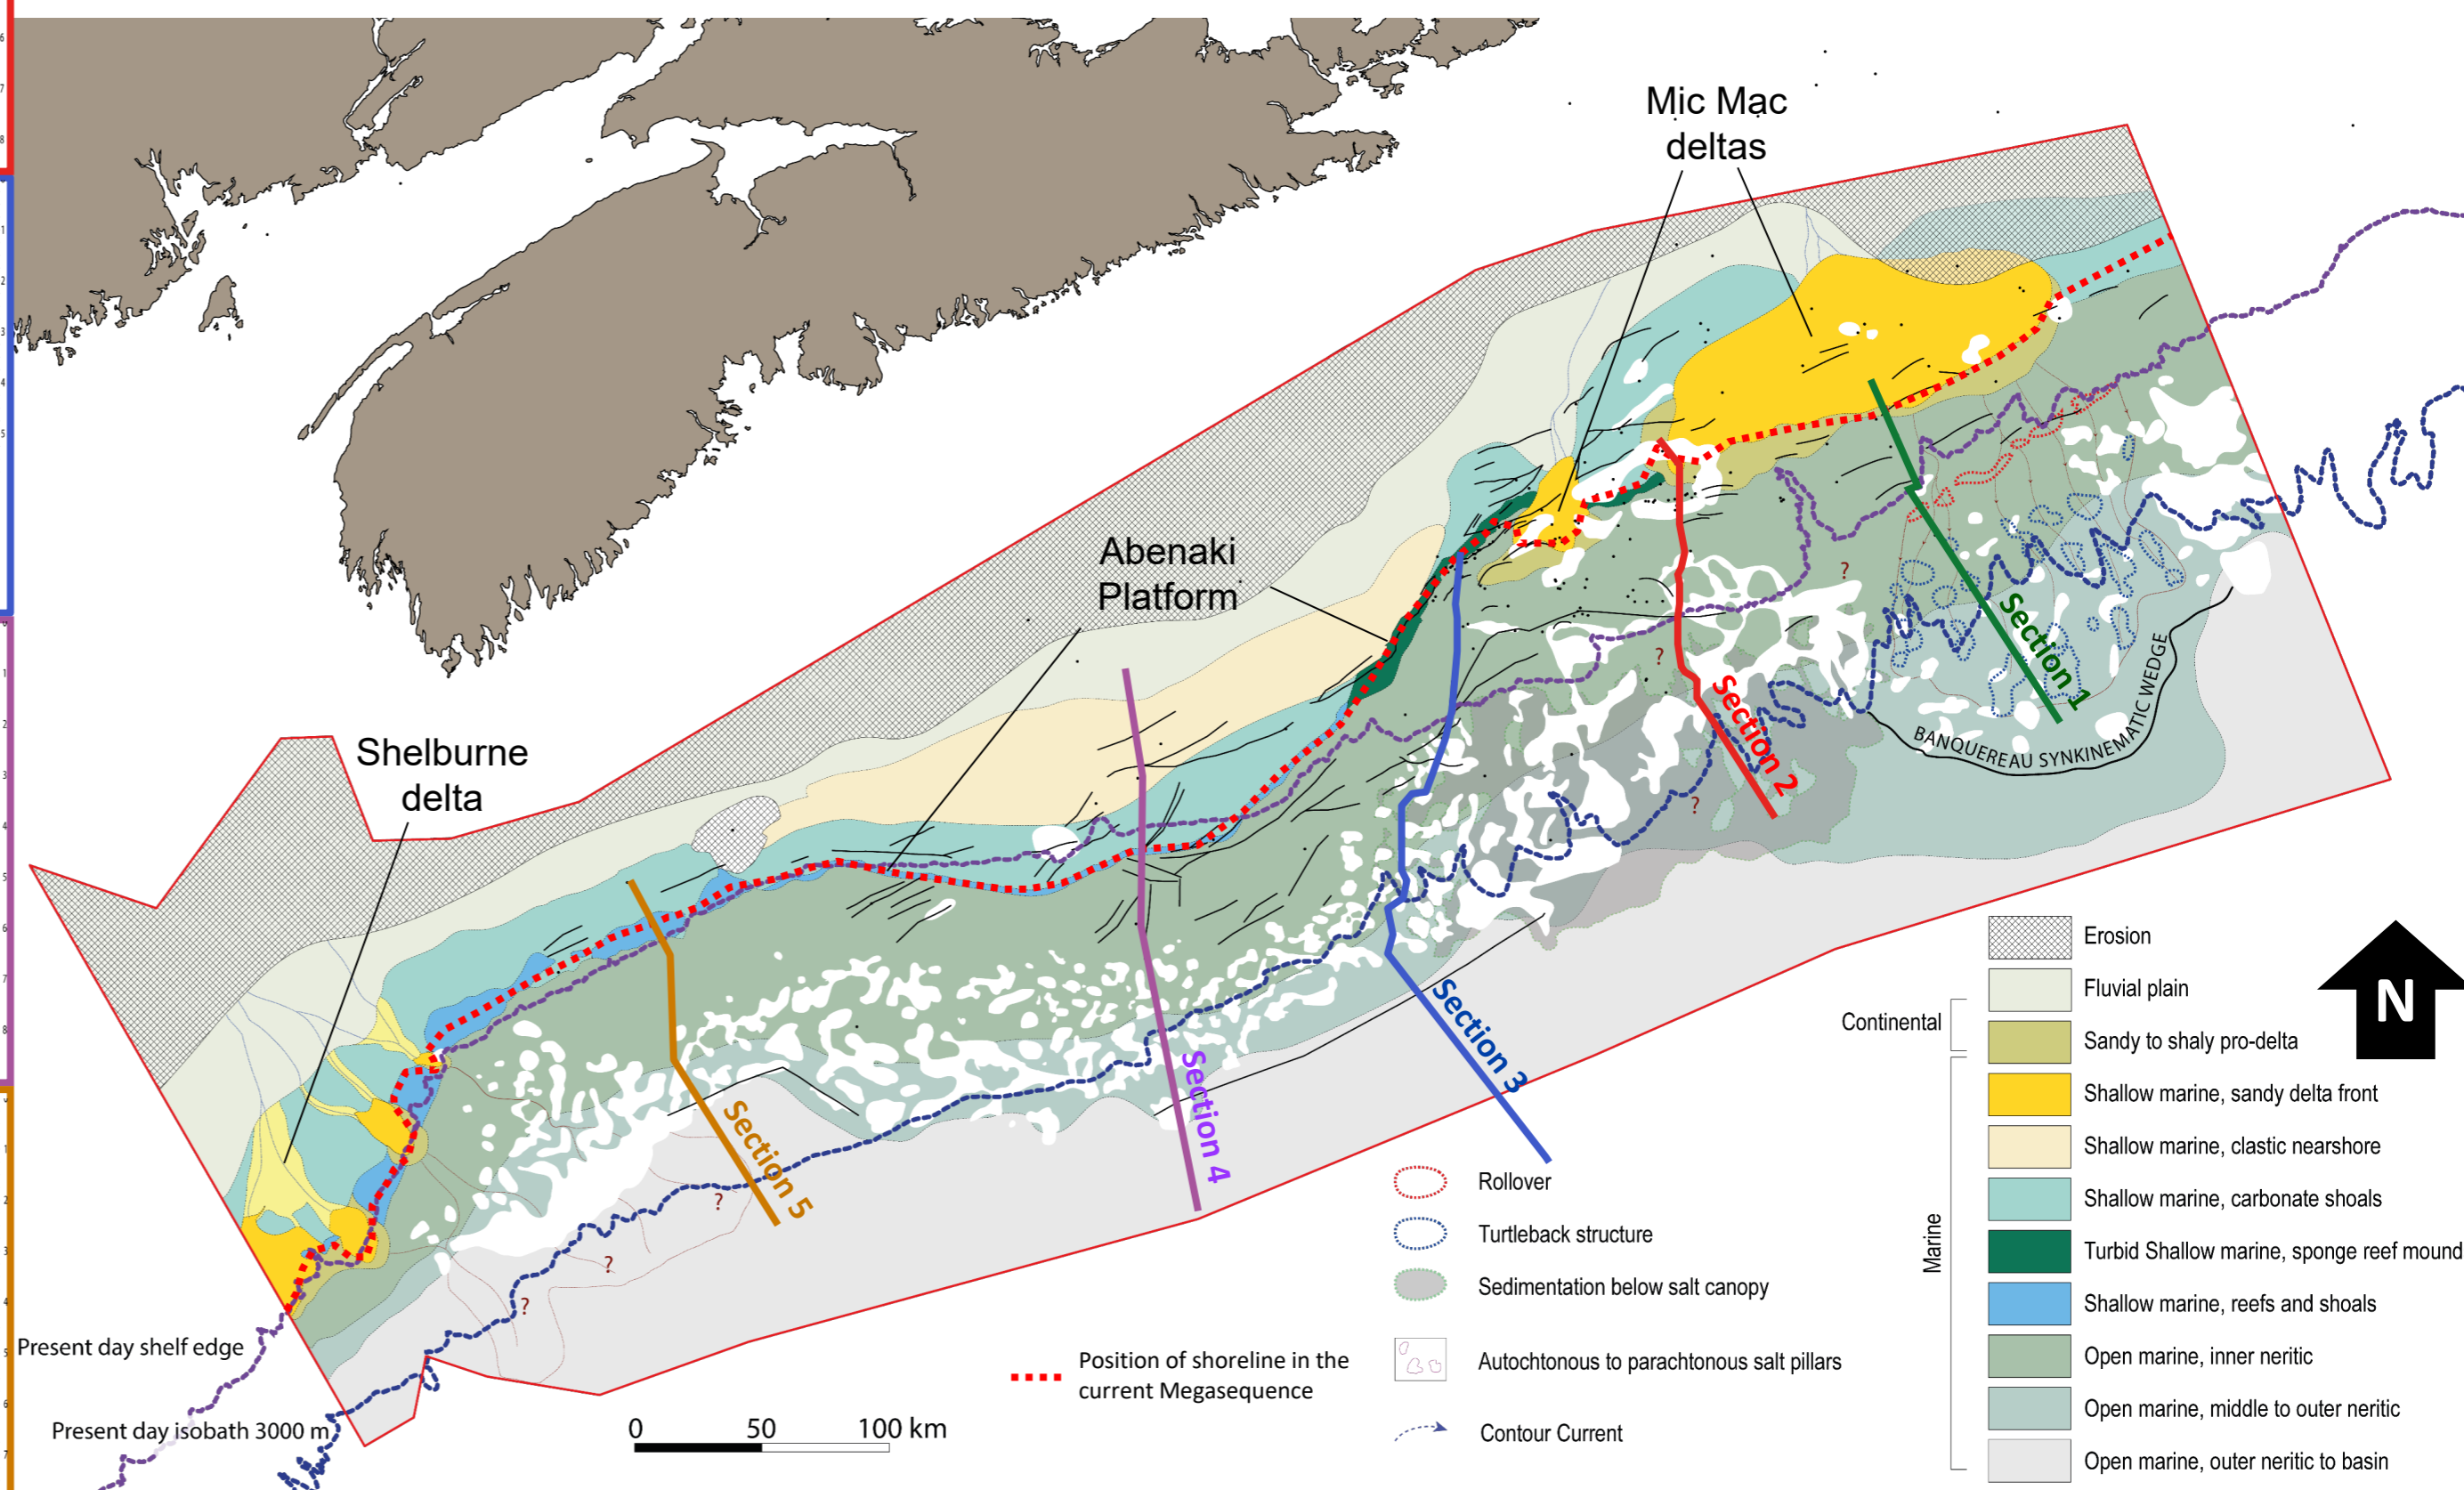 Mic Mac
deltas
Abenaki
Platform
Shelburne
delta
Section 1
Section 2
Section 3
Section 4
Section 5
BANQUEREAU SYNKINEMATIC WEDGE
?
?
?
?
?
?
Present day shelf edge
Present day isobath 3000 m
Position of shoreline in the
current Megasequence
0 50 100 km
Rollover
Turtleback structure
Sedimentation below salt canopy
Autochtonous to parachtonous salt pillars
Contour Current
N
Continental
Marine
Erosion
Fluvial plain
Sandy to shaly pro-delta
Shallow marine, sandy delta front
Shallow marine, clastic nearshore
Shallow marine, carbonate shoals
Turbid Shallow marine, sponge reef mound
Shallow marine, reefs and shoals
Open marine, inner neritic
Open marine, middle to outer neritic
Open marine, outer neritic to basin